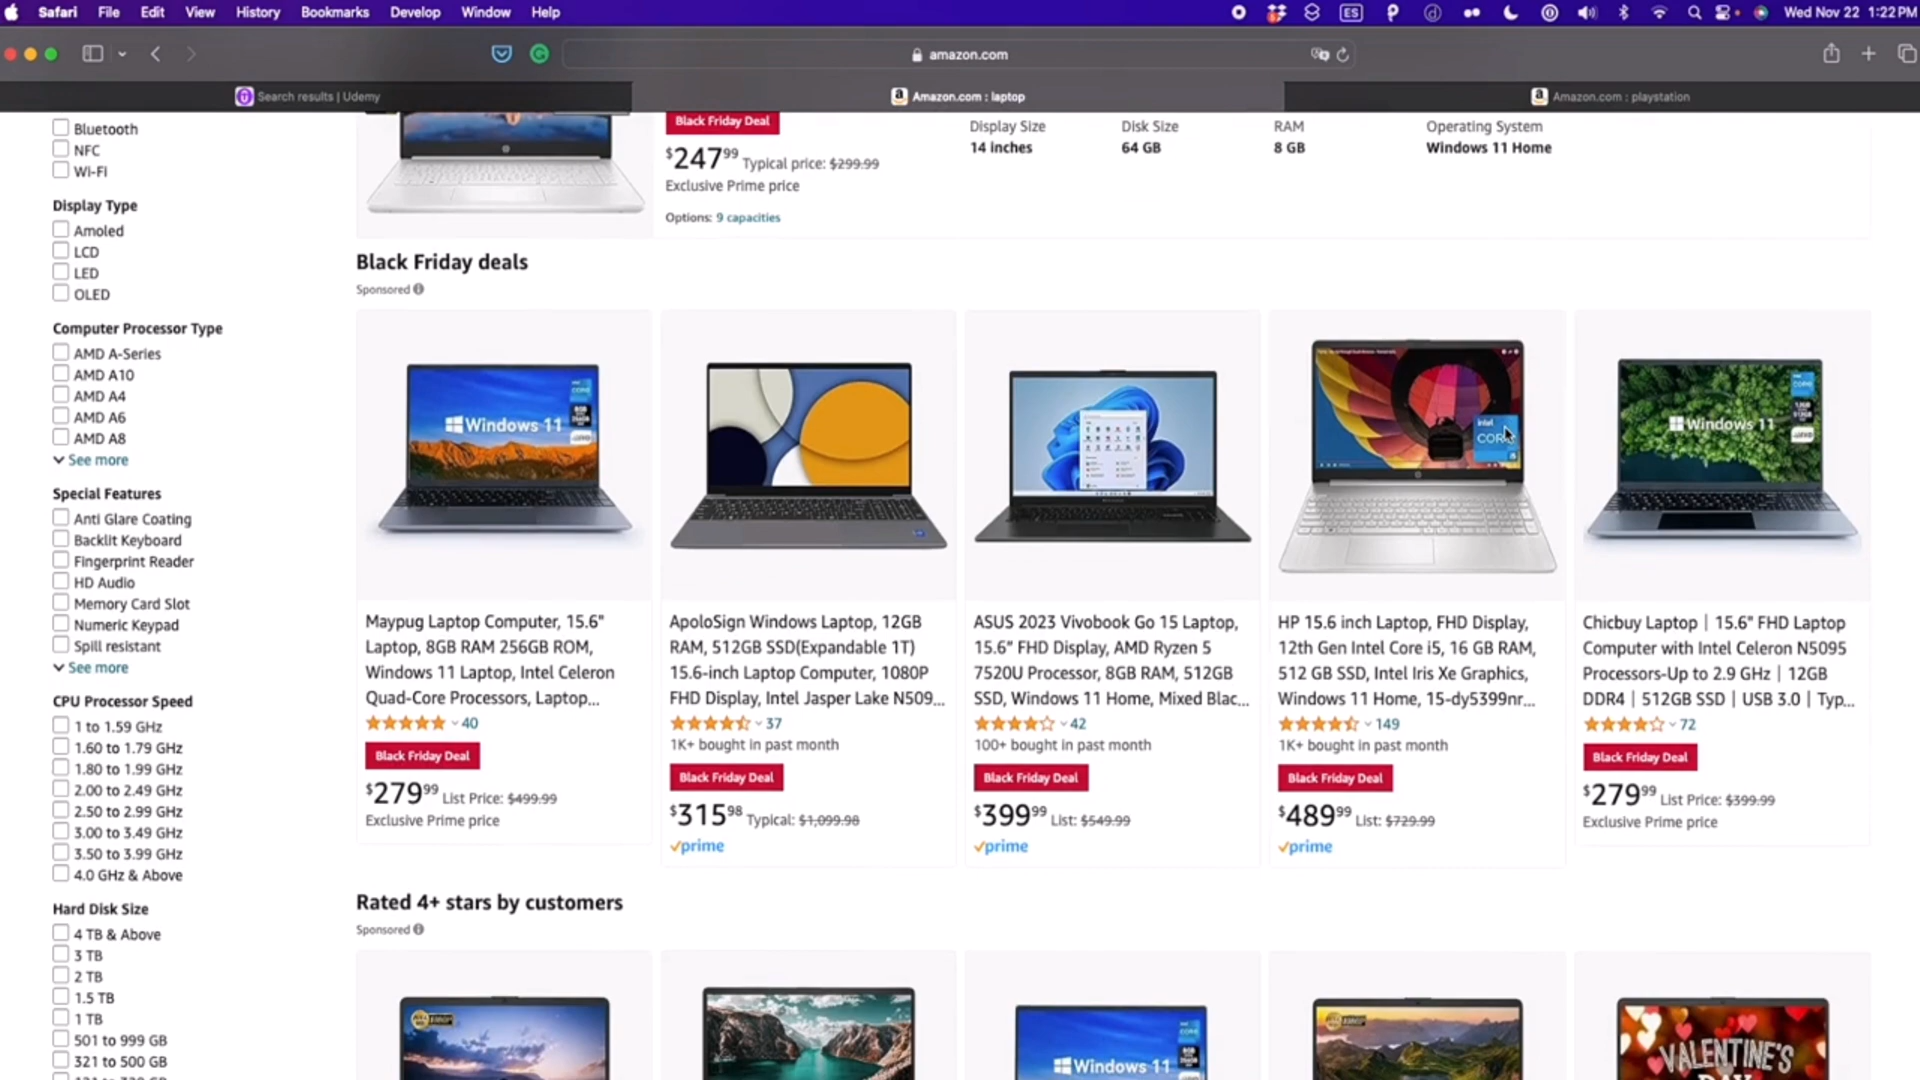 Safari File Edit View History Bookmarks Develop Window Help ES Wed Nov 22 1:22 PM
amazon.com
Search results | Udemy
Amazon.com : laptop
Amazon.com : playstation
Bluetooth
NFC
Wi-Fi
Display Type
Amoled
LCD
LED
OLED
Computer Processor Type
AMD A-Series
AMD A10
AMD A4
AMD A6
AMD A8
See more
Special Features
Anti Glare Coating
Backlit Keyboard
Fingerprint Reader
HD Audio
Memory Card Slot
Numeric Keypad
Spill resistant
See more
CPU Processor Speed
1 to 1.59 GHz
1.60 to 1.79 GHz
1.80 to 1.99 GHz
2.00 to 2.49 GHz
2.50 to 2.99 GHz
3.00 to 3.49 GHz
3.50 to 3.99 GHz
4.0 GHz & Above
Hard Disk Size
4 TB & Above
3 TB
2 TB
1.5 TB
1 TB
501 to 999 GB
321 to 500 GB
Black Friday Deal
$247.99 Typical price: $299.99
Exclusive Prime price
Options: 9 capacities
Display Size Disk Size RAM Operating System
14 inches 64 GB 8 GB Windows 11 Home
Black Friday deals
Sponsored
Windows 11
intel
CORE
i5
Windows 11
Maypug Laptop Computer, 15.6"
Laptop, 8GB RAM 256GB ROM,
Windows 11 Laptop, Intel Celeron
Quad-Core Processors, Laptop...
40
Black Friday Deal
$279.99 List Price: $499.99
Exclusive Prime price
ApoloSign Windows Laptop, 12GB
RAM, 512GB SSD(Expandable 1T)
15.6-inch Laptop Computer, 1080P
FHD Display, Intel Jasper Lake N509...
37
1K+ bought in past month
Black Friday Deal
$315.98 Typical: $1,099.98
prime
ASUS 2023 Vivobook Go 15 Laptop,
15.6" FHD Display, AMD Ryzen 5
7520U Processor, 8GB RAM, 512GB
SSD, Windows 11 Home, Mixed Blac...
42
100+ bought in past month
Black Friday Deal
$399.99 List: $549.99
prime
HP 15.6 inch Laptop, FHD Display,
12th Gen Intel Core i5, 16 GB RAM,
512 GB SSD, Intel Iris Xe Graphics,
Windows 11 Home, 15-dy5399nr...
149
1K+ bought in past month
Black Friday Deal
$489.99 List: $729.99
prime
Chicbuy Laptop | 15.6" FHD Laptop
Computer with Intel Celeron N5095
Processors-Up to 2.9 GHz | 12GB
DDR4 | 512GB SSD | USB 3.0 | Typ...
72
Black Friday Deal
$279.99 List Price: $399.99
Exclusive Prime price
Rated 4+ stars by customers
Sponsored
Windows 11
VALENTINE'S